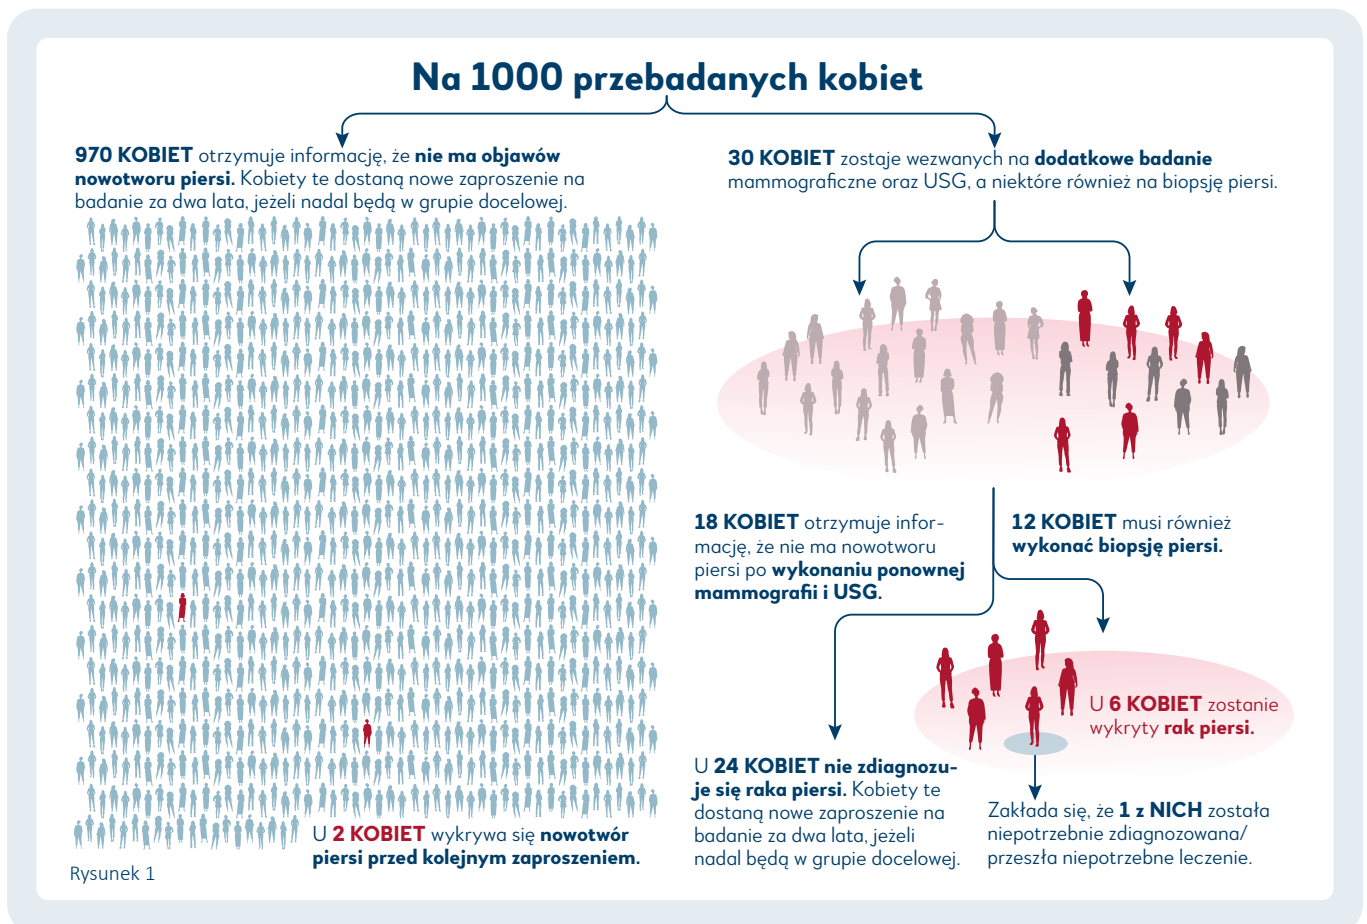 Na 1000 przebadanych kobiet
970 KOBIET otrzymuje informację, że nie ma objawów
nowotworu piersi. Kobiety te dostaną nowe zaproszenie na
badanie za dwa lata, jeżeli nadal będą w grupie docelowej.
30 KOBIET zostaje wezwanych na dodatkowe badanie
mammograficzne oraz USG, a niektóre również na biopsję piersi.
18 KOBIET otrzymuje infor-
mację, że nie ma nowotworu
piersi po wykonaniu ponownej
mammografii i USG.
12 KOBIET musi również
wykonać biopsję piersi.
U 6 KOBIET zostanie
wykryty rak piersi.
U 24 KOBIET nie zdiagnozu-
je się raka piersi. Kobiety te
dostaną nowe zaproszenie na
badanie za dwa lata, jeżeli
nadal będą w grupie docelowej.
Zakłada się, że 1 z NICH została
niepotrzebnie zdiagnozowana/
przeszła niepotrzebne leczenie.
U 2 KOBIET wykrywa się nowotwór
piersi przed kolejnym zaproszeniem.
Rysunek 1